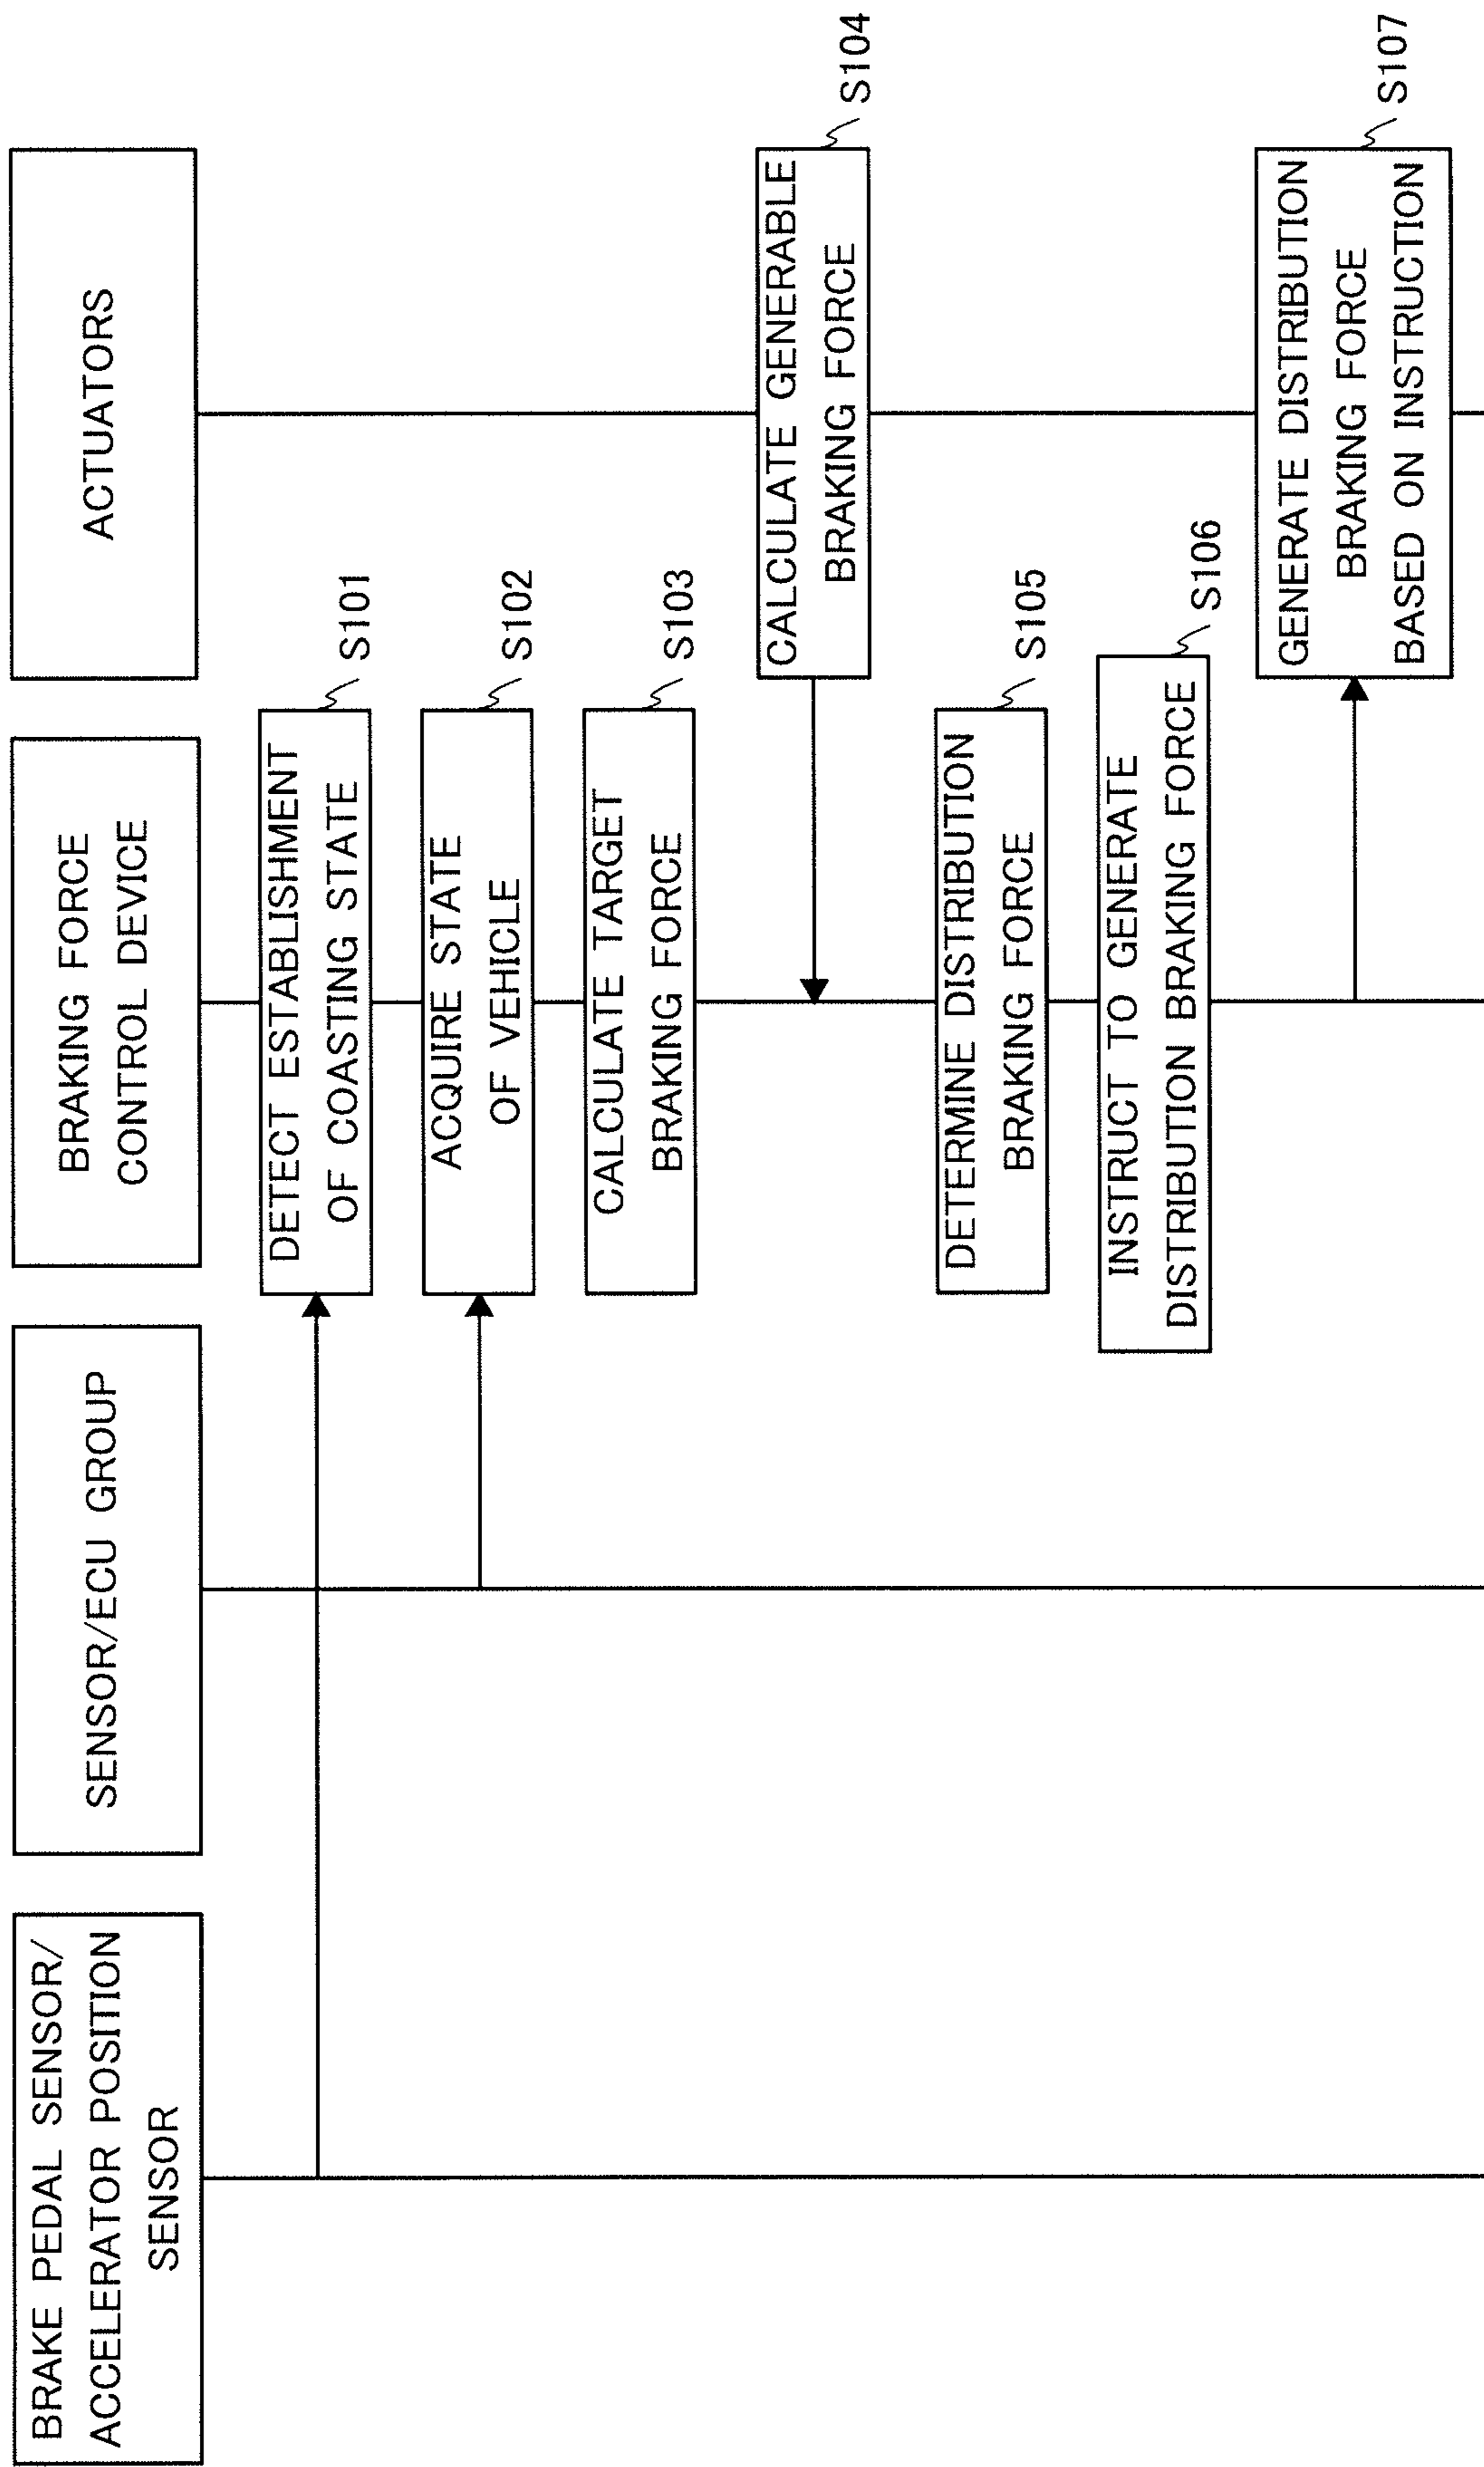 BRAKE PEDAL SENSOR/
ACCELERATOR POSITION
SENSOR
SENSOR/ECU GROUP
BRAKING FORCE
CONTROL DEVICE
ACTUATORS
DETECT ESTABLISHMENT
OF COASTING STATE
S101
ACQUIRE STATE
OF VEHICLE
S102
CALCULATE TARGET
BRAKING FORCE
S103
CALCULATE GENERABLE
BRAKING FORCE
S104
DETERMINE DISTRIBUTION
BRAKING FORCE
S105
INSTRUCT TO GENERATE
DISTRIBUTION BRAKING FORCE
S106
GENERATE DISTRIBUTION
BRAKING FORCE
BASED ON INSTRUCTION
S107